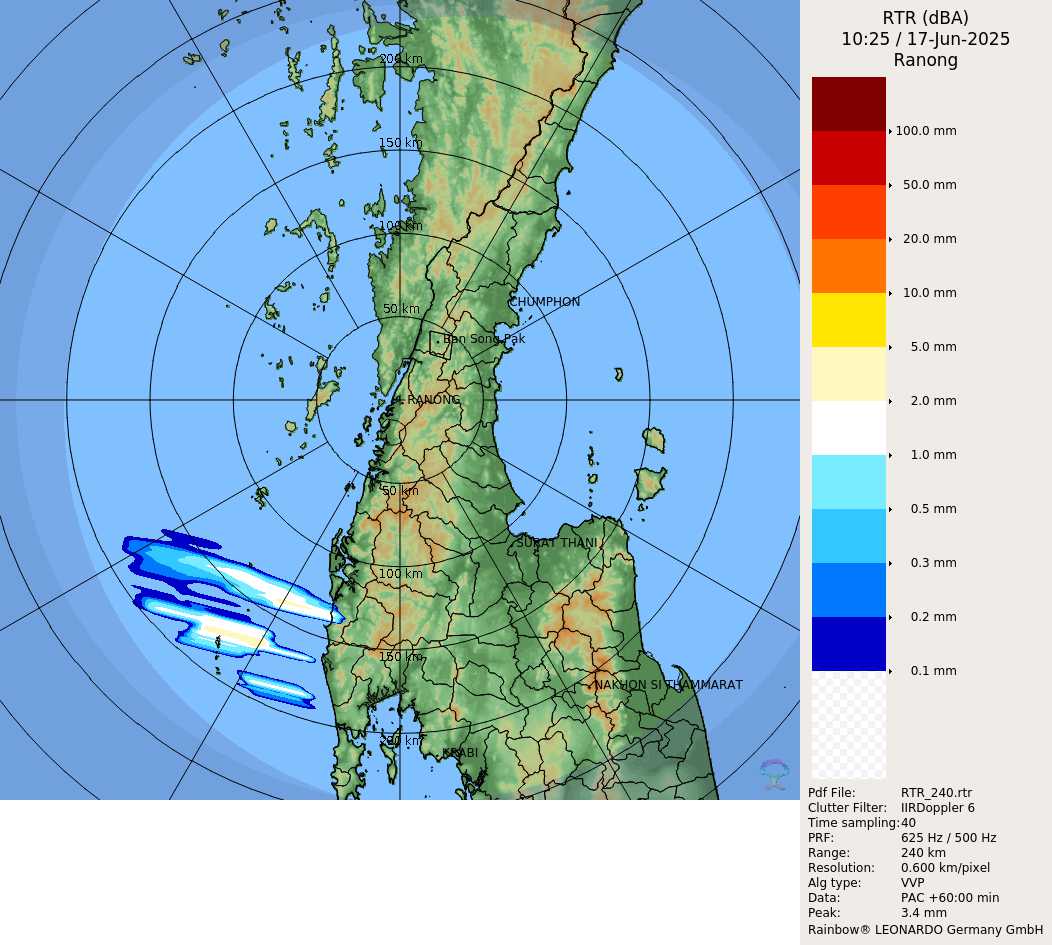 RTR (dBA)
10:25 / 17-Jun-2025
Ranong
200 km
150 km
100 km
50 km
CHUMPHON
Ban Song Pak
RANONG
50 km
SURAT THANI
100 km
150 km
NAKHON SI THAMMARAT
200 km
KRABI
100.0 mm
50.0 mm
20.0 mm
10.0 mm
5.0 mm
2.0 mm
1.0 mm
0.5 mm
0.3 mm
0.2 mm
0.1 mm
Pdf File: RTR_240.rtr
Clutter Filter: IIRDoppler 6
Time sampling:40
PRF: 625 Hz / 500 Hz
Range: 240 km
Resolution: 0.600 km/pixel
Alg type: VVP
Data: PAC +60:00 min
Peak: 3.4 mm
Rainbow® LEONARDO Germany GmbH